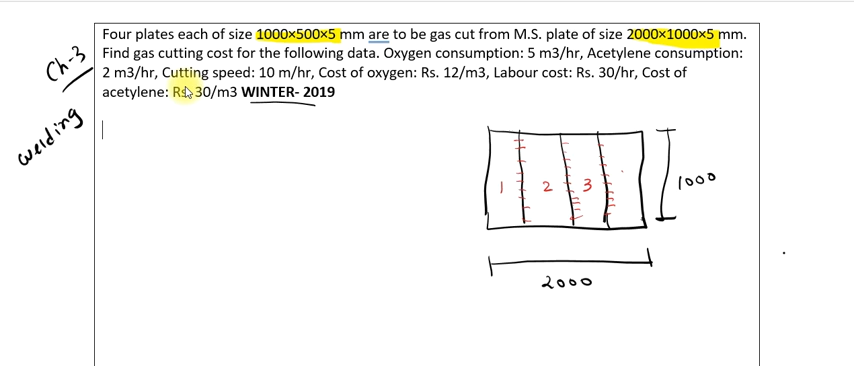 Four plates each of size 1000×500×5 mm are to be gas cut from M.S. plate of size 2000×1000×5 mm.
Find gas cutting cost for the following data. Oxygen consumption: 5 m3/hr, Acetylene consumption:
2 m3/hr, Cutting speed: 10 m/hr, Cost of oxygen: Rs. 12/m3, Labour cost: Rs. 30/hr, Cost of
acetylene: Rs. 30/m3 WINTER- 2019
Ch-3
welding
1 2 3
1000
2000